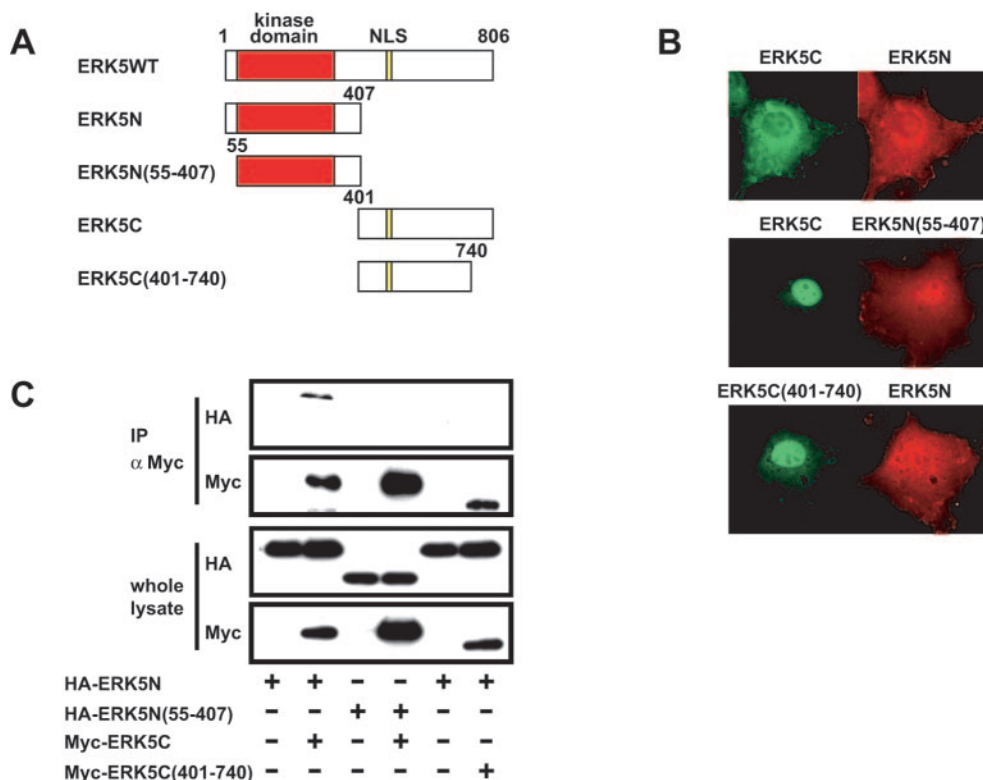 A
kinase
domain
1
NLS
806
ERK5WT
407
ERK5N
55
ERK5N(55-407)
401
ERK5C
740
ERK5C(401-740)
B
ERK5C ERK5N
ERK5C ERK5N(55-407)
ERK5C(401-740) ERK5N
C
IP
α Myc
HA
Myc
whole
lysate
HA
Myc
HA-ERK5N + + - - + +
HA-ERK5N(55-407) - - + + - -
Myc-ERK5C - + - + - -
Myc-ERK5C(401-740) - - - - - +